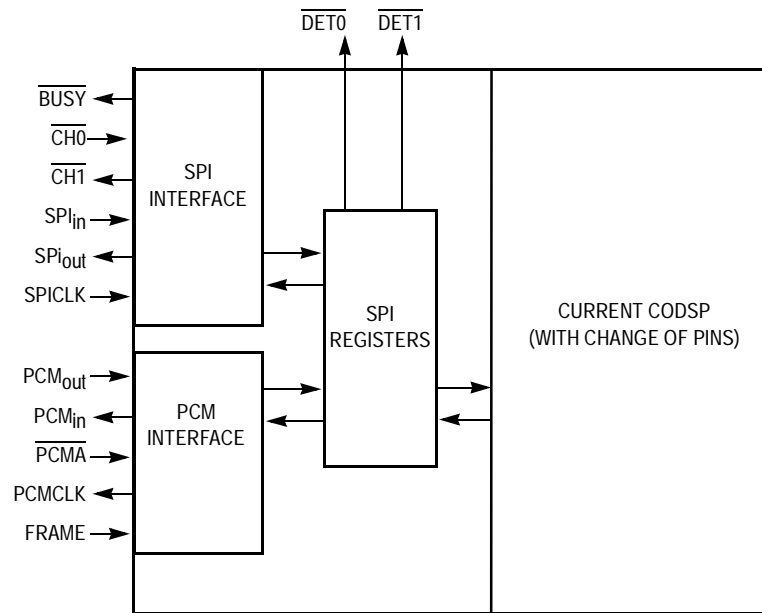 DET0 DET1
BUSY
CH0
CH1
SPIin
SPiout
SPICLK
SPI
INTERFACE
PCMout
PCMin
PCMA
PCMCLK
FRAME
PCM
INTERFACE
SPI
REGISTERS
CURRENT CODSP
(WITH CHANGE OF PINS)